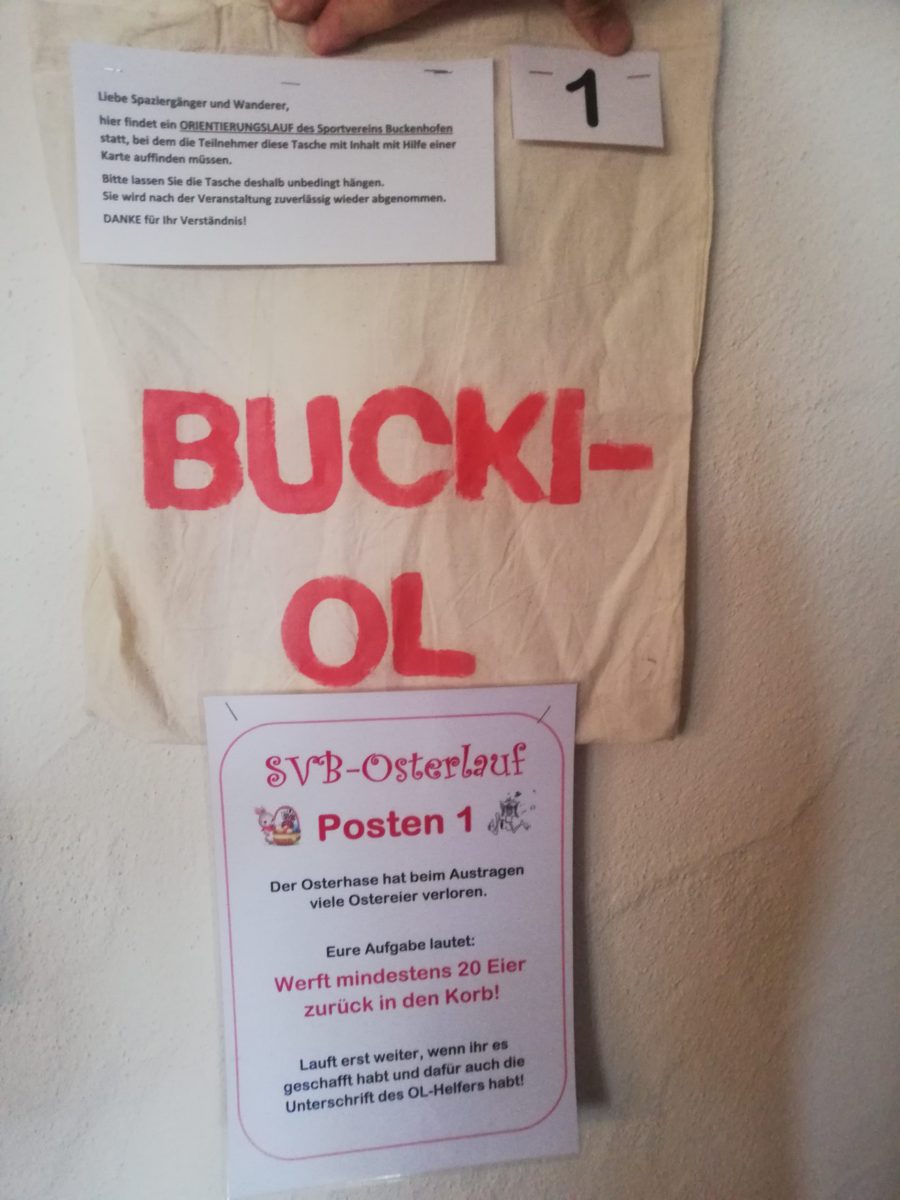 Liebe Spaziergänger und Wanderer,
hier findet ein ORIENTIERUNGSLAUF des Sportvereins Buckenhofen
statt, bei dem die Teilnehmer diese Tasche mit Inhalt mit Hilfe einer
Karte auffinden müssen.
Bitte lassen Sie die Tasche deshalb unbedingt hängen.
Sie wird nach der Veranstaltung zuverlässig wieder abgenommen.
DANKE für Ihr Verständnis!
1
BUCKI-
OL
SVB-Osterlauf
Posten 1
Der Osterhase hat beim Austragen
viele Ostereier verloren.
Eure Aufgabe lautet:
Werft mindestens 20 Eier
zurück in den Korb!
Lauft erst weiter, wenn ihr es
geschafft habt und dafür auch die
Unterschrift des OL-Helfers habt!